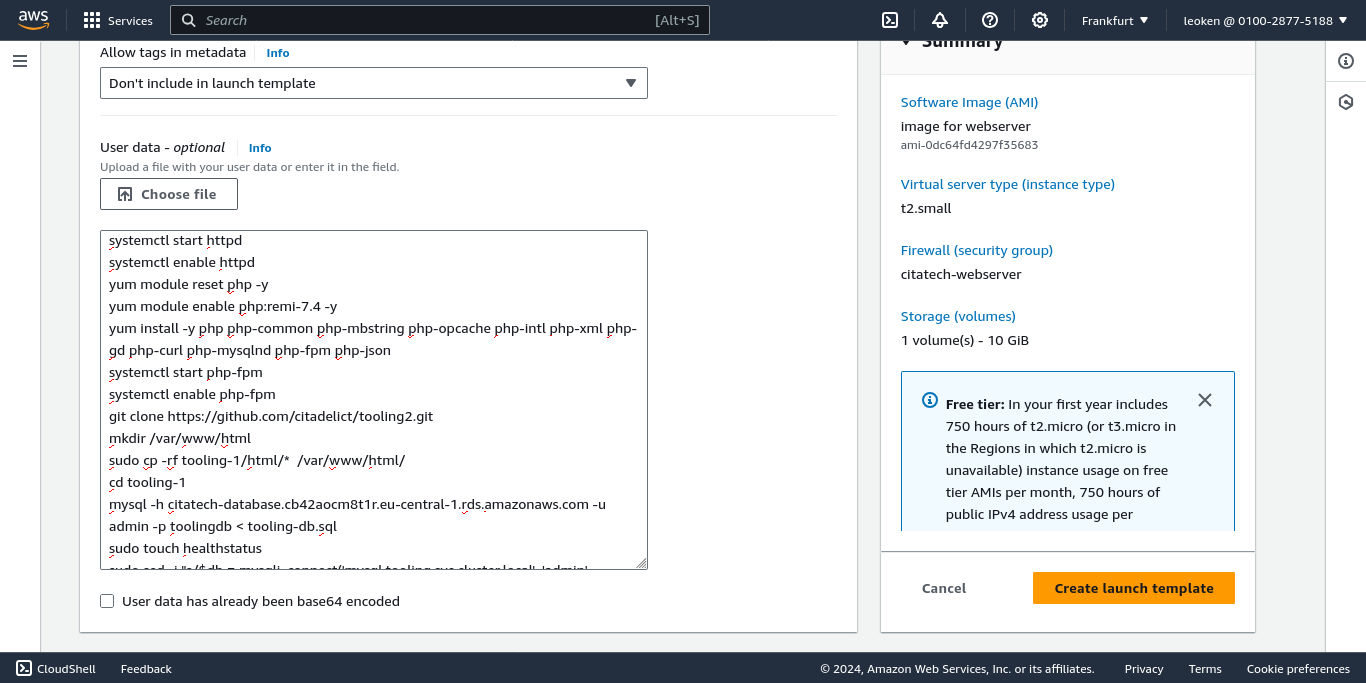 aws
Services
Search
[Alt+S]
Frankfurt
leoken @ 0100-2877-5188
Allow tags in metadata
Info
Don't include in launch template
User data - optional
Info
Upload a file with your user data or enter it in the field.
Choose file
systemctl start httpd
systemctl enable httpd
yum module reset php -y
yum module enable php:remi-7.4 -y
yum install -y php php-common php-mbstring php-opcache php-intl php-xml php-
gd php-curl php-mysqlnd php-fpm php-json
systemctl start php-fpm
systemctl enable php-fpm
git clone https://github.com/citadelict/tooling2.git
mkdir /var/www/html
sudo cp -rf tooling-1/html/*  /var/www/html/
cd tooling-1
mysql -h citatech-database.cb42aocm8t1r.eu-central-1.rds.amazonaws.com -u
admin -p toolingdb < tooling-db.sql
sudo touch healthstatus
sudo sed -i "s/$db = mysqli_connect('mysql.tooling.svc.cluster.local', 'admin',
User data has already been base64 encoded
Summary
Software Image (AMI)
image for webserver
ami-0dc64fd4297f35683
Virtual server type (instance type)
t2.small
Firewall (security group)
citatech-webserver
Storage (volumes)
1 volume(s) - 10 GiB
Free tier: In your first year includes
750 hours of t2.micro (or t3.micro in
the Regions in which t2.micro is
unavailable) instance usage on free
tier AMIs per month, 750 hours of
public IPv4 address usage per
Cancel
Create launch template
CloudShell
Feedback
© 2024, Amazon Web Services, Inc. or its affiliates.
Privacy
Terms
Cookie preferences